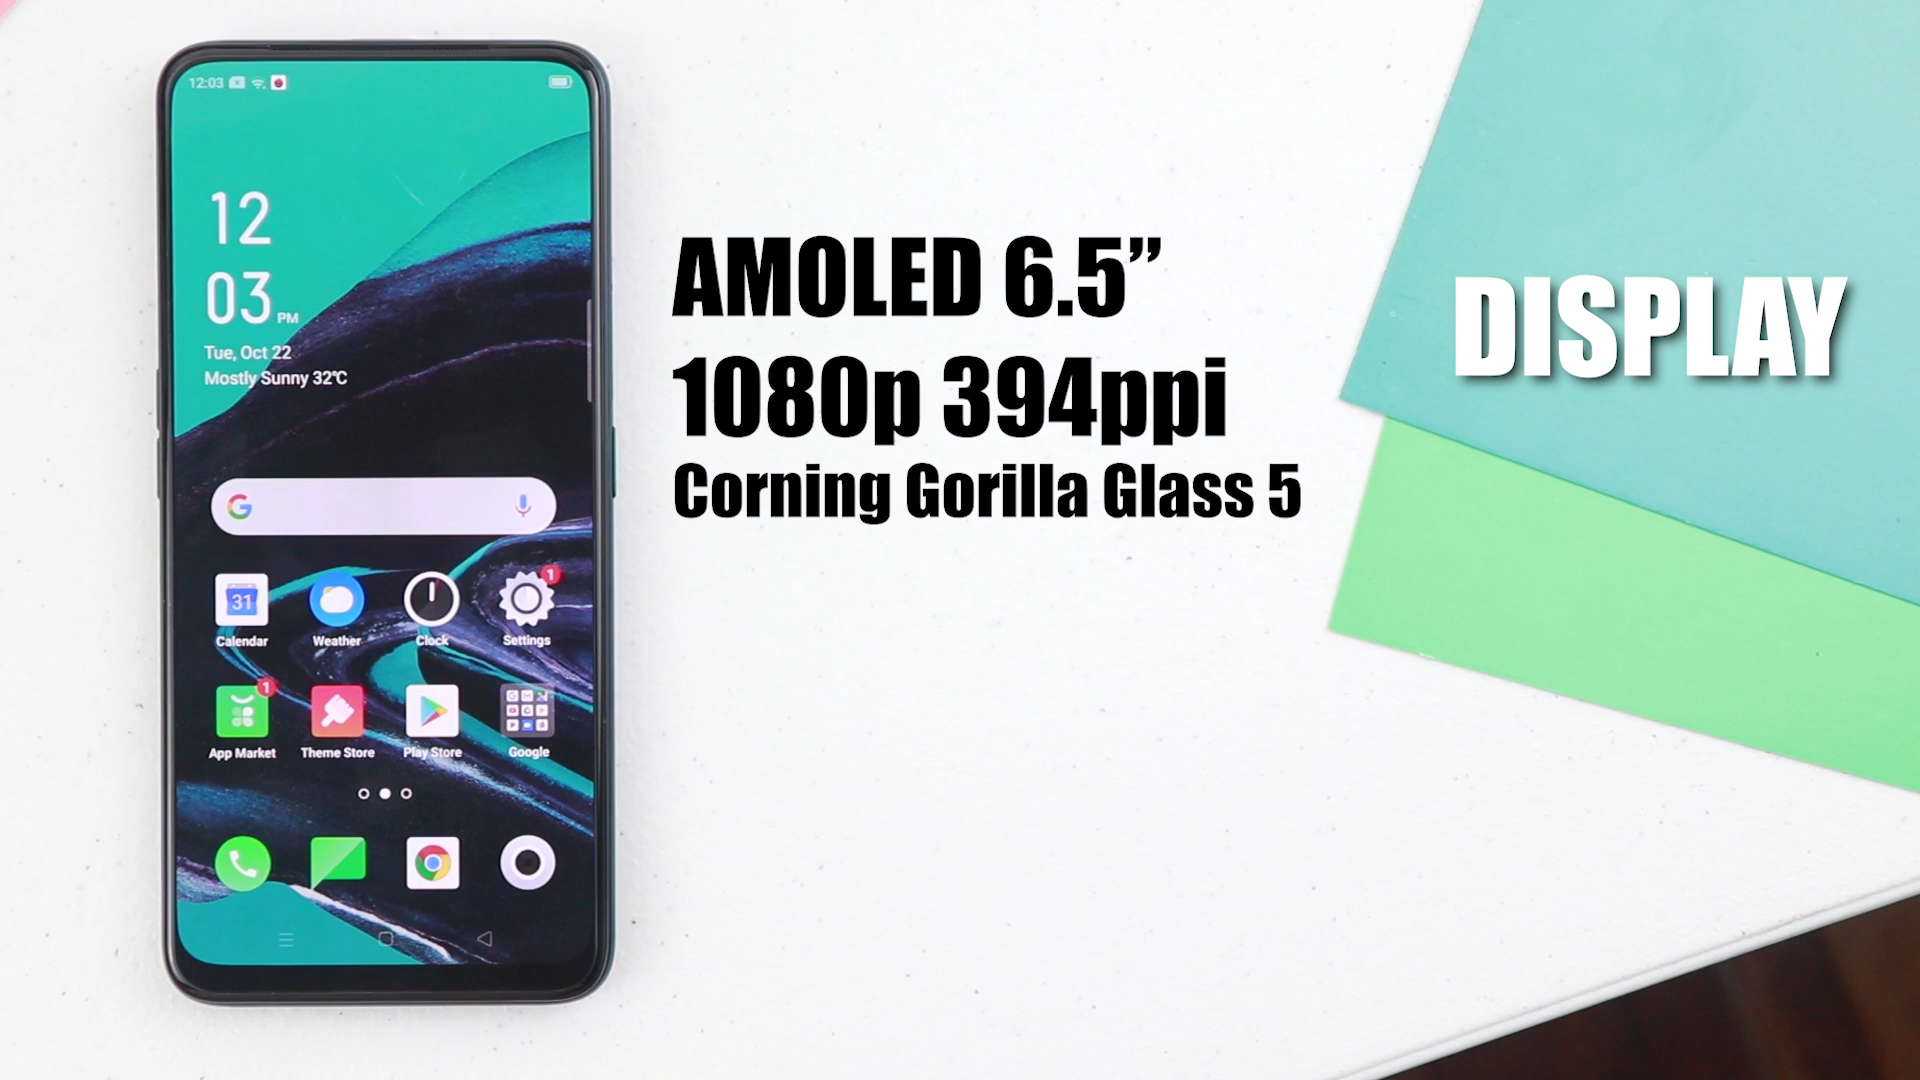 12:03
12
03 PM
Tue, Oct 22
Mostly Sunny 32°C
G
31
1
Calendar
Weather
Clock
Settings
1
App Market
Theme Store
Play Store
Google
AMOLED 6.5”
1080p 394ppi
Corning Gorilla Glass 5
DISPLAY